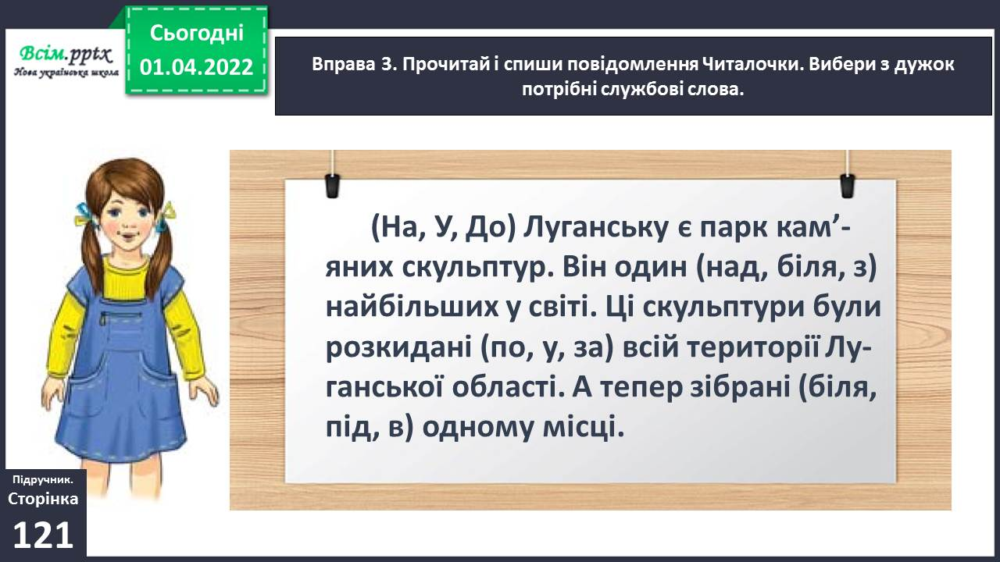 Сьогодні
01.04.2022
Всім.pptx
Нова українська школа
Вправа 3. Прочитай і спиши повідомлення Читалочки. Вибери з дужок
потрібні службові слова.
(На, У, До) Луганську є парк кам’-
яних скульптур. Він один (над, біля, з)
найбільших у світі. Ці скульптури були
розкидані (по, у, за) всій території Лу-
ганської області. А тепер зібрані (біля,
під, в) одному місці.
Підручник.
Сторінка
121